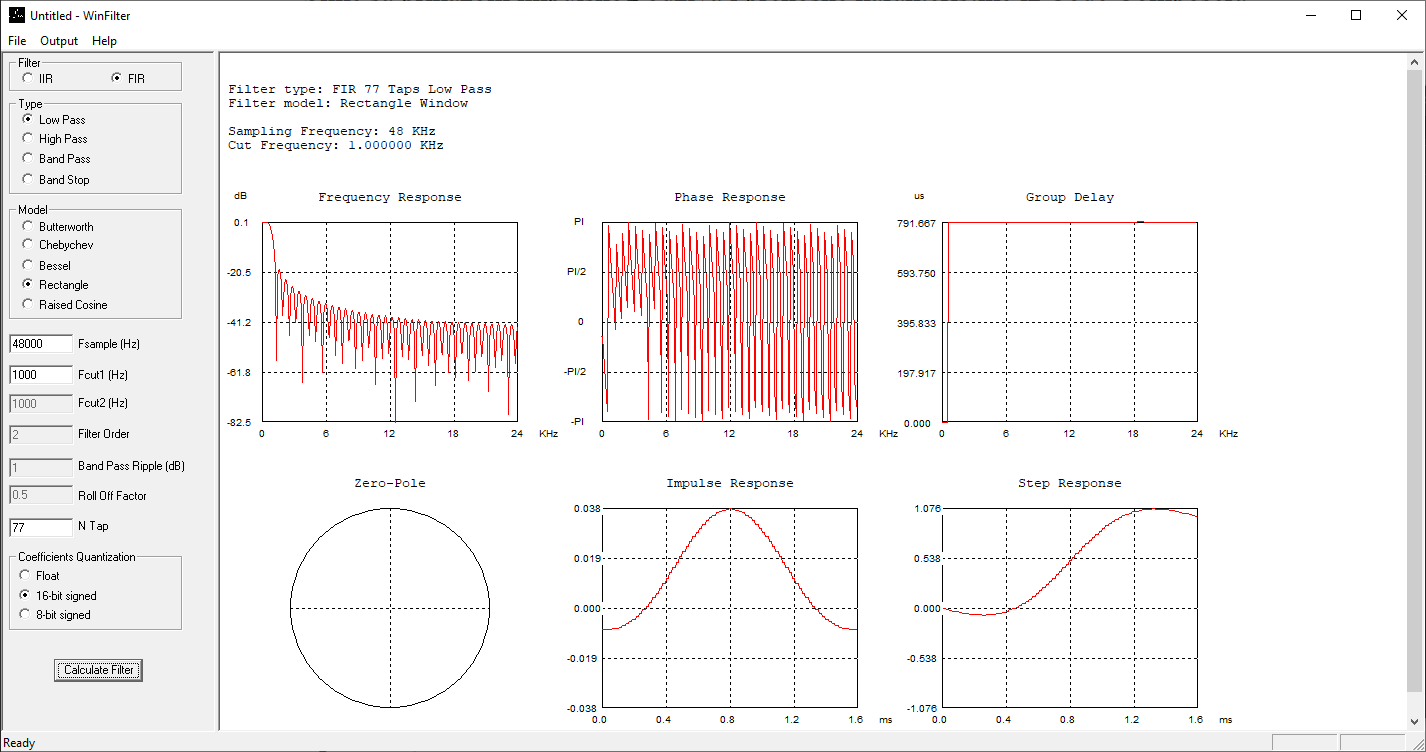 Untitled - WinFilter
File Output Help
Filter
IIR FIR
Type
Low Pass
High Pass
Band Pass
Band Stop
Model
Butterworth
Chebychev
Bessel
Rectangle
Raised Cosine
48000 Fsample (Hz)
1000 Fcut1 (Hz)
1000 Fcut2 (Hz)
2 Filter Order
1 Band Pass Ripple (dB)
0.5 Roll Off Factor
77 N Tap
Coefficients Quantization
Float
16-bit signed
8-bit signed
Calculate Filter
Filter type: FIR 77 Taps Low Pass
Filter model: Rectangle Window
Sampling Frequency: 48 KHz
Cut Frequency: 1.000000 KHz
dB Frequency Response
0.1
-20.5
-41.2
-61.8
-82.5
0 6 12 18 24 KHz
Phase Response
PI
PI/2
0
-PI/2
-PI
0 6 12 18 24 KHz
us Group Delay
791.667
593.750
395.833
197.917
0.000
0 6 12 18 24 KHz
Zero-Pole
Impulse Response
0.038
0.019
0.000
-0.019
-0.038
0.0 0.4 0.8 1.2 1.6 ms
Step Response
1.076
0.538
0.000
-0.538
-1.076
0.0 0.4 0.8 1.2 1.6 ms
Ready